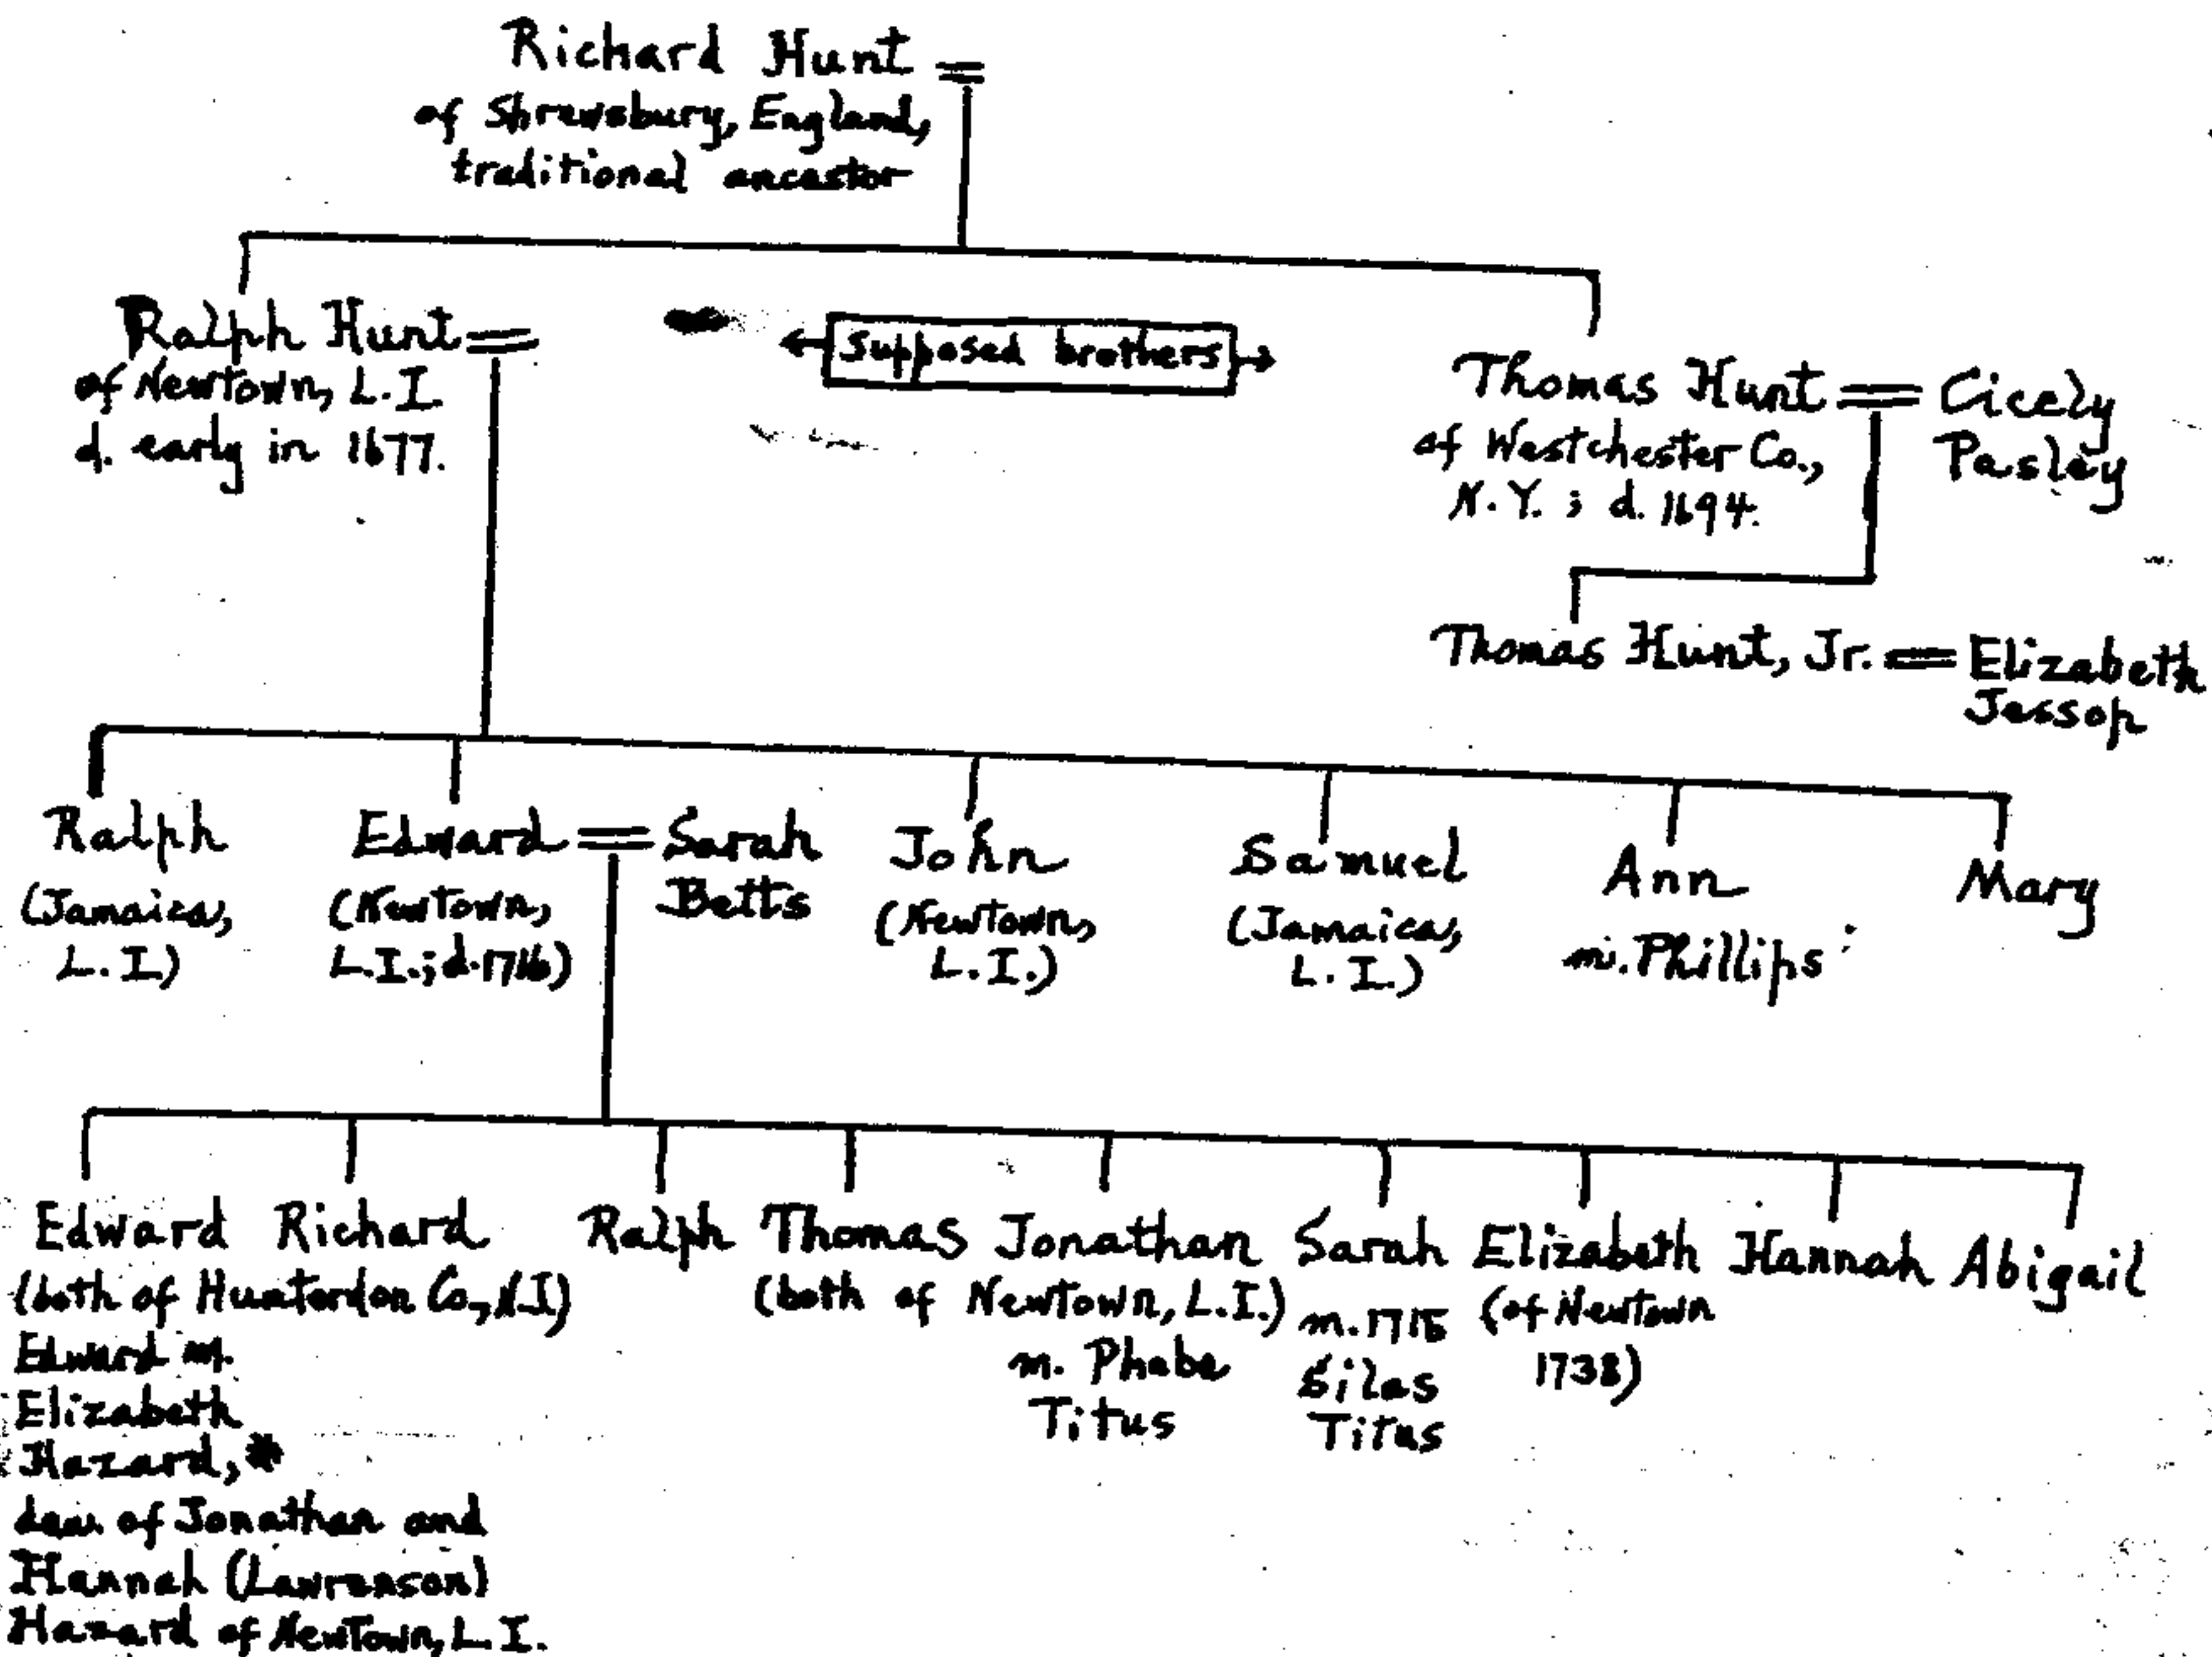 Richard Hunt =
of Shrewsbury, England,
traditional ancestor
Ralph Hunt =
of Newtown, L.I.
d. early in 1677.
← Supposed brothers →
Thomas Hunt = Cicely Pasley
of Westchester Co.,
N.Y.; d. 1694.
Thomas Hunt, Jr. = Elizabeth Jessop
Ralph
(Jamaica,
L.I.)
Edward = Sarah Betts
(Newtown,
L.I.; d. 1716)
John
(Newtown,
L.I.)
Samuel
(Jamaica,
L.I.)
Ann
m. Phillips
Mary
Edward Richard
(both of Hunterdon Co., N.J.)
Edward m.
Elizabeth
Hazard,*
dau. of Jonathan and
Hannah (Lawrenson)
Hazard of Newtown, L.I.
Ralph
Thomas Jonathan
(both of Newtown, L.I.)
m. Phebe
Titus
Sarah
m. 1715
Silas
Titus
Elizabeth
(of Newtown
1738)
Hannah
Abigail